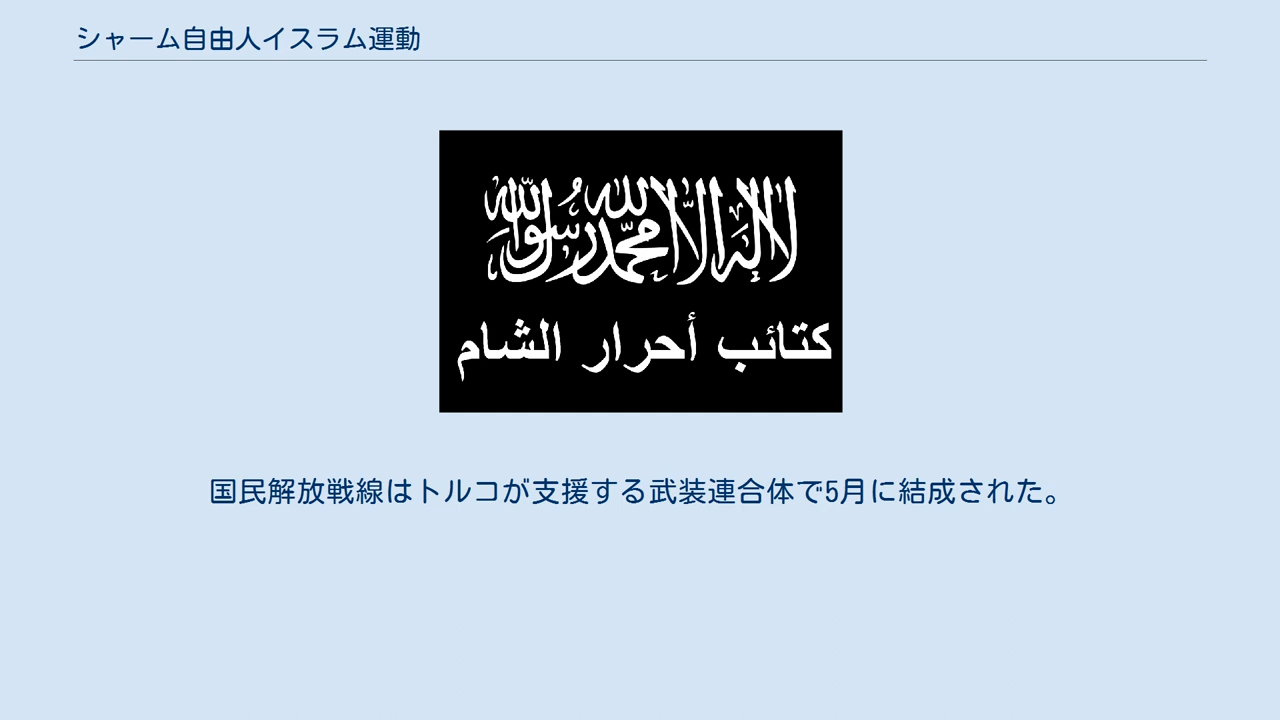 シャーム自由人イスラム運動
لا إله إلا الله محمد رسول الله
كتائب أحرار الشام
国民解放戦線はトルコが支援する武装連合体で5月に結成された。